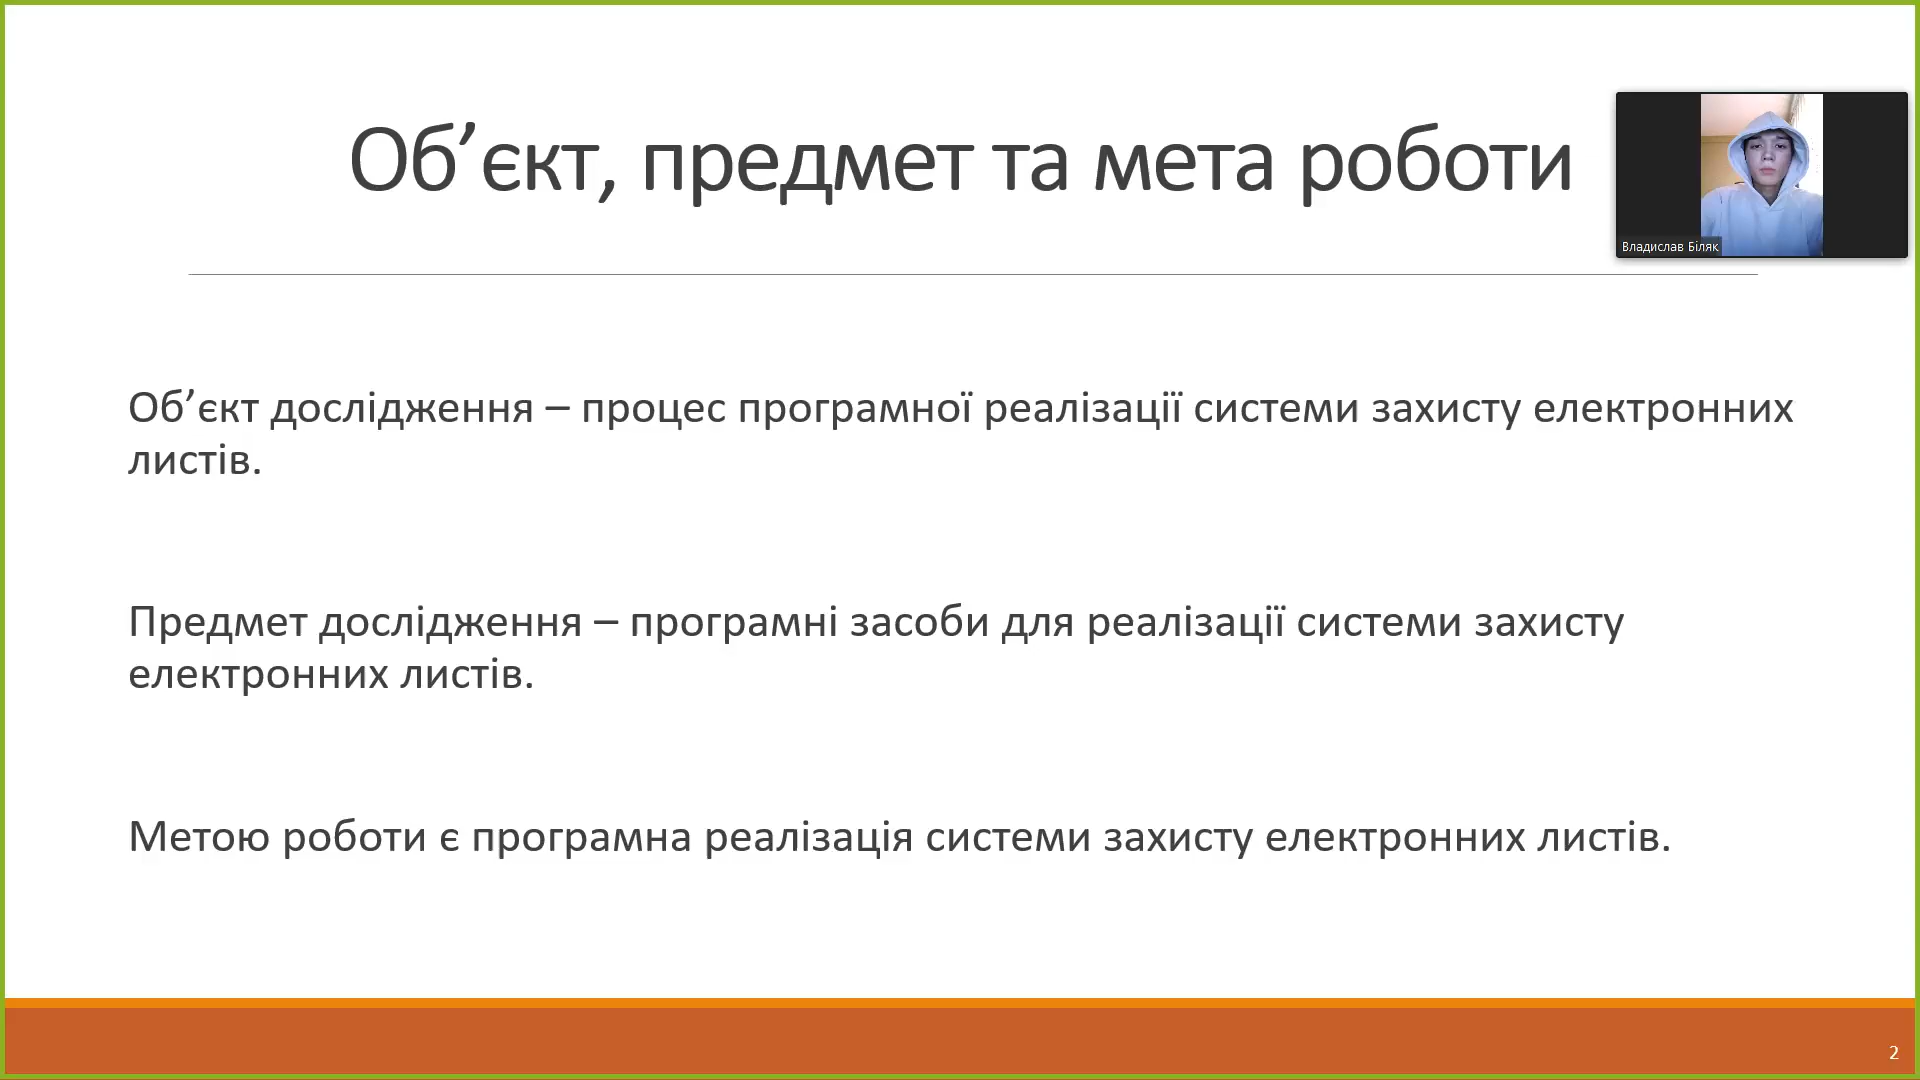 Об’єкт, предмет та мета роботи
Владислав Біляк
Об’єкт дослідження – процес програмної реалізації системи захисту електронних
листів.
Предмет дослідження – програмні засоби для реалізації системи захисту
електронних листів.
Метою роботи є програмна реалізація системи захисту електронних листів.
2